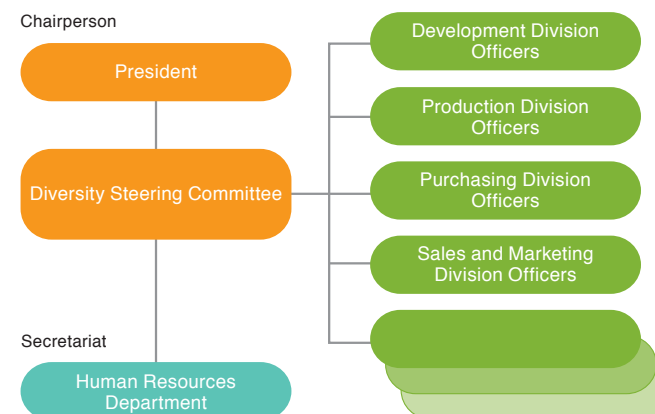 Chairperson
President
Diversity Steering Committee
Secretariat
Human Resources
Department
Development Division
Officers
Production Division
Officers
Purchasing Division
Officers
Sales and Marketing
Division Officers